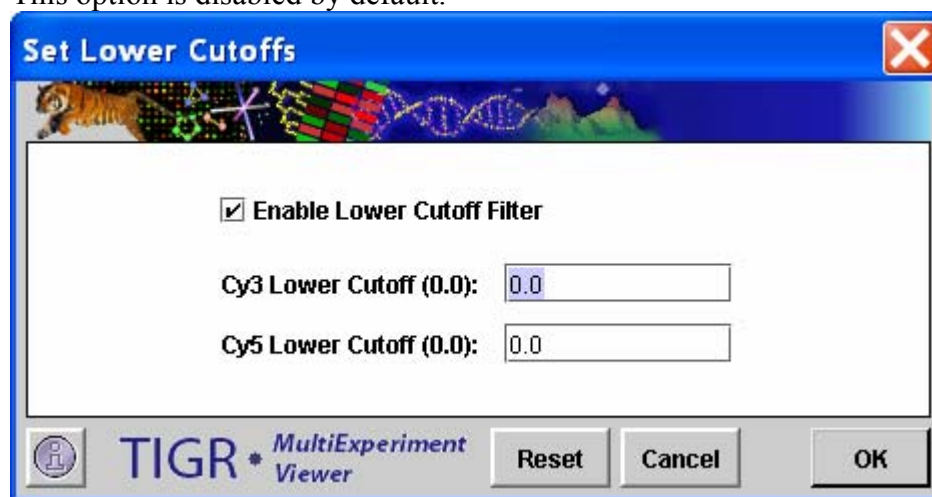 This option is disabled by default.
Set Lower Cutoffs
Enable Lower Cutoff Filter
Cy3 Lower Cutoff (0.0): 0.0
Cy5 Lower Cutoff (0.0): 0.0
TIGR • MultiExperiment Viewer Reset Cancel OK